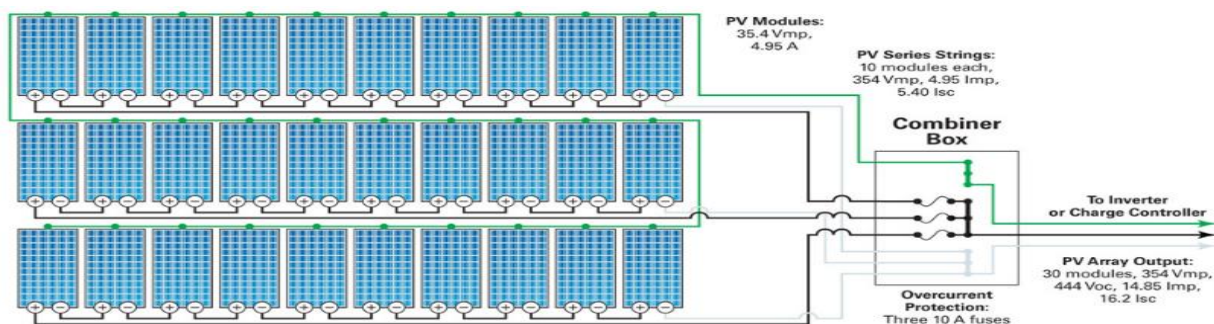 PV Modules:
35.4 Vmp,
4.95 A
PV Series Strings:
10 modules each,
354 Vmp, 4.95 Imp,
5.40 Isc
Combiner
Box
To Inverter
or Charge Controller
PV Array Output:
30 modules, 354 Vmp,
444 Voc, 14.85 Imp,
16.2 Isc
Overcurrent
Protection:
Three 10 A fuses